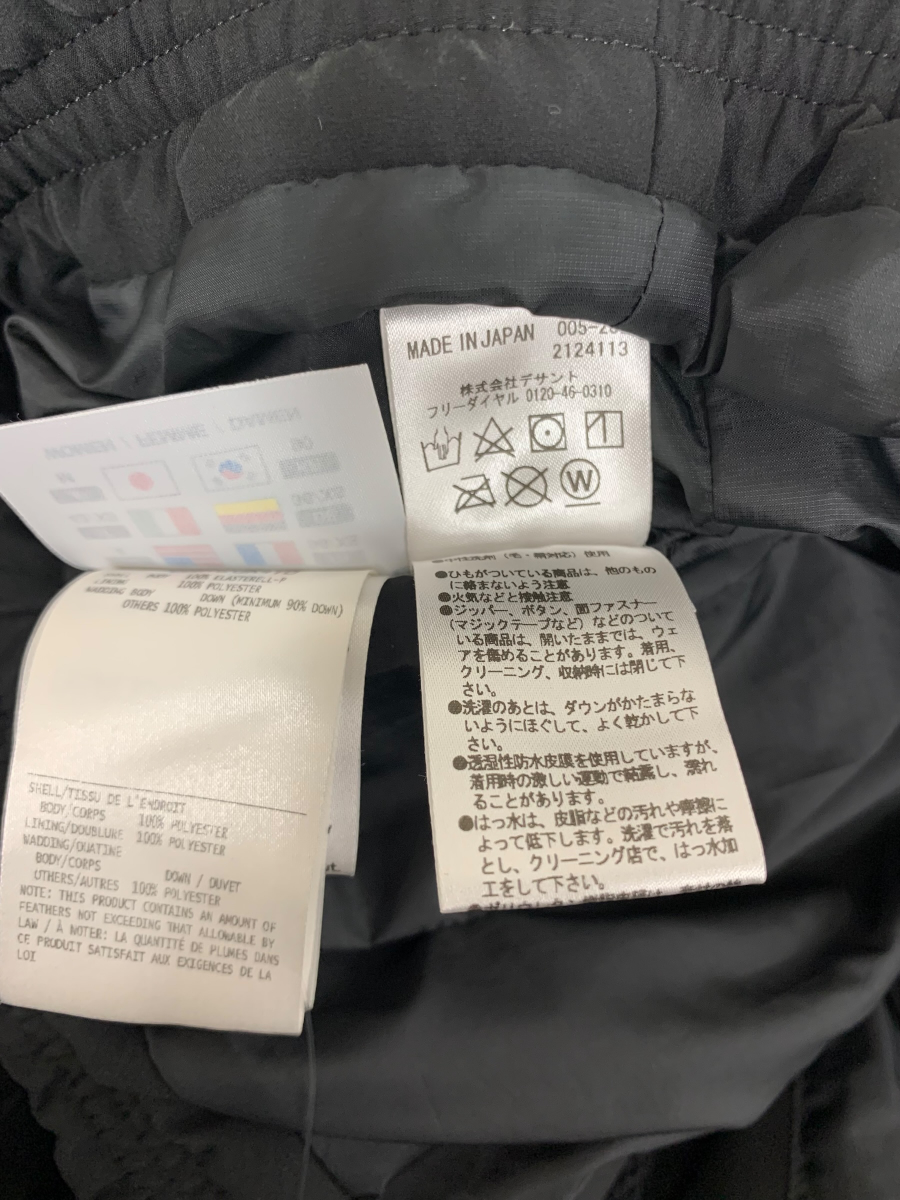 MADE IN JAPAN 005-
2124113
株式会社デサント
フリーダイヤル 0120-46-0310
W
WOMEN / FEMME / DAMEN
M
100% ELASTERELL-P
LINING 100% POLYESTER
WADDING BODY DOWN (MINIMUM 90% DOWN)
OTHERS 100% POLYESTER
SHELL/TISSU DE L'ENDROIT
BODY/CORPS 100% POLYESTER
LINING/DOUBLURE 100% POLYESTER
WADDING/OUATINE
BODY/CORPS DOWN / DUVET
OTHERS/AUTRES 100% POLYESTER
NOTE: THIS PRODUCT CONTAINS AN AMOUNT OF
FEATHERS NOT EXCEEDING THAT ALLOWABLE BY
LAW / À NOTER: LA QUANTITÉ DE PLUMES DANS
CE PRODUIT SATISFAIT AUX EXIGENCES DE LA
LOI
使用
●ひもがついている商品は、他のもの
に絡まないよう注意
●火気などと接触注意
●ジッパー、ボタン、面ファスナー
(マジックテープなど)などのついて
いる商品は、開いたままでは、ウェ
アを傷めることがあります。着用、
クリーニング、収納時には閉じて下
さい。
●洗濯のあとは、ダウンがかたまらな
いようにほぐして、よく乾かして下
さい。
●透湿性防水皮膜を使用していますが、
着用時の激しい運動で結露し、濡れ
ることがあります。
●はっ水は、皮脂などの汚れや摩擦に
よって低下します。洗濯で汚れを落
とし、クリーニング店で、はっ水加
工をして下さい。